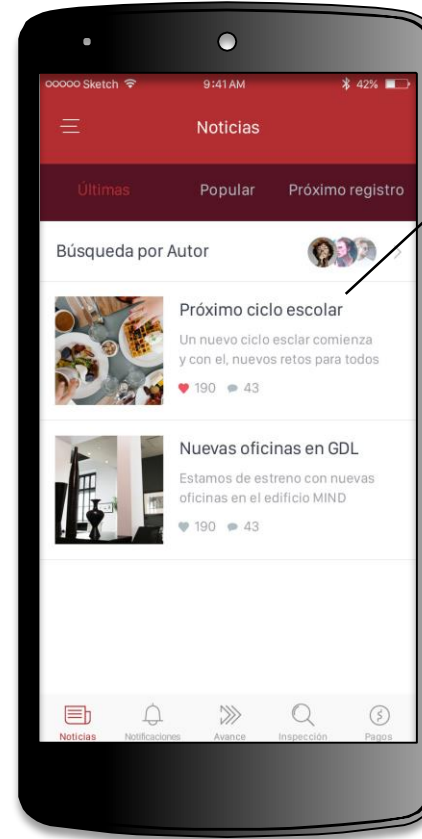 ooooo Sketch 9:41 AM 42%
Noticias
Últimas Popular Próximo registro
Búsqueda por Autor
Próximo ciclo escolar
Un nuevo ciclo esclar comienza
y con el, nuevos retos para todos
190 43
Nuevas oficinas en GDL
Estamos de estreno con nuevas
oficinas en el edificio MIND
190 43
Noticias Notificaciones Avance Inspección Pagos